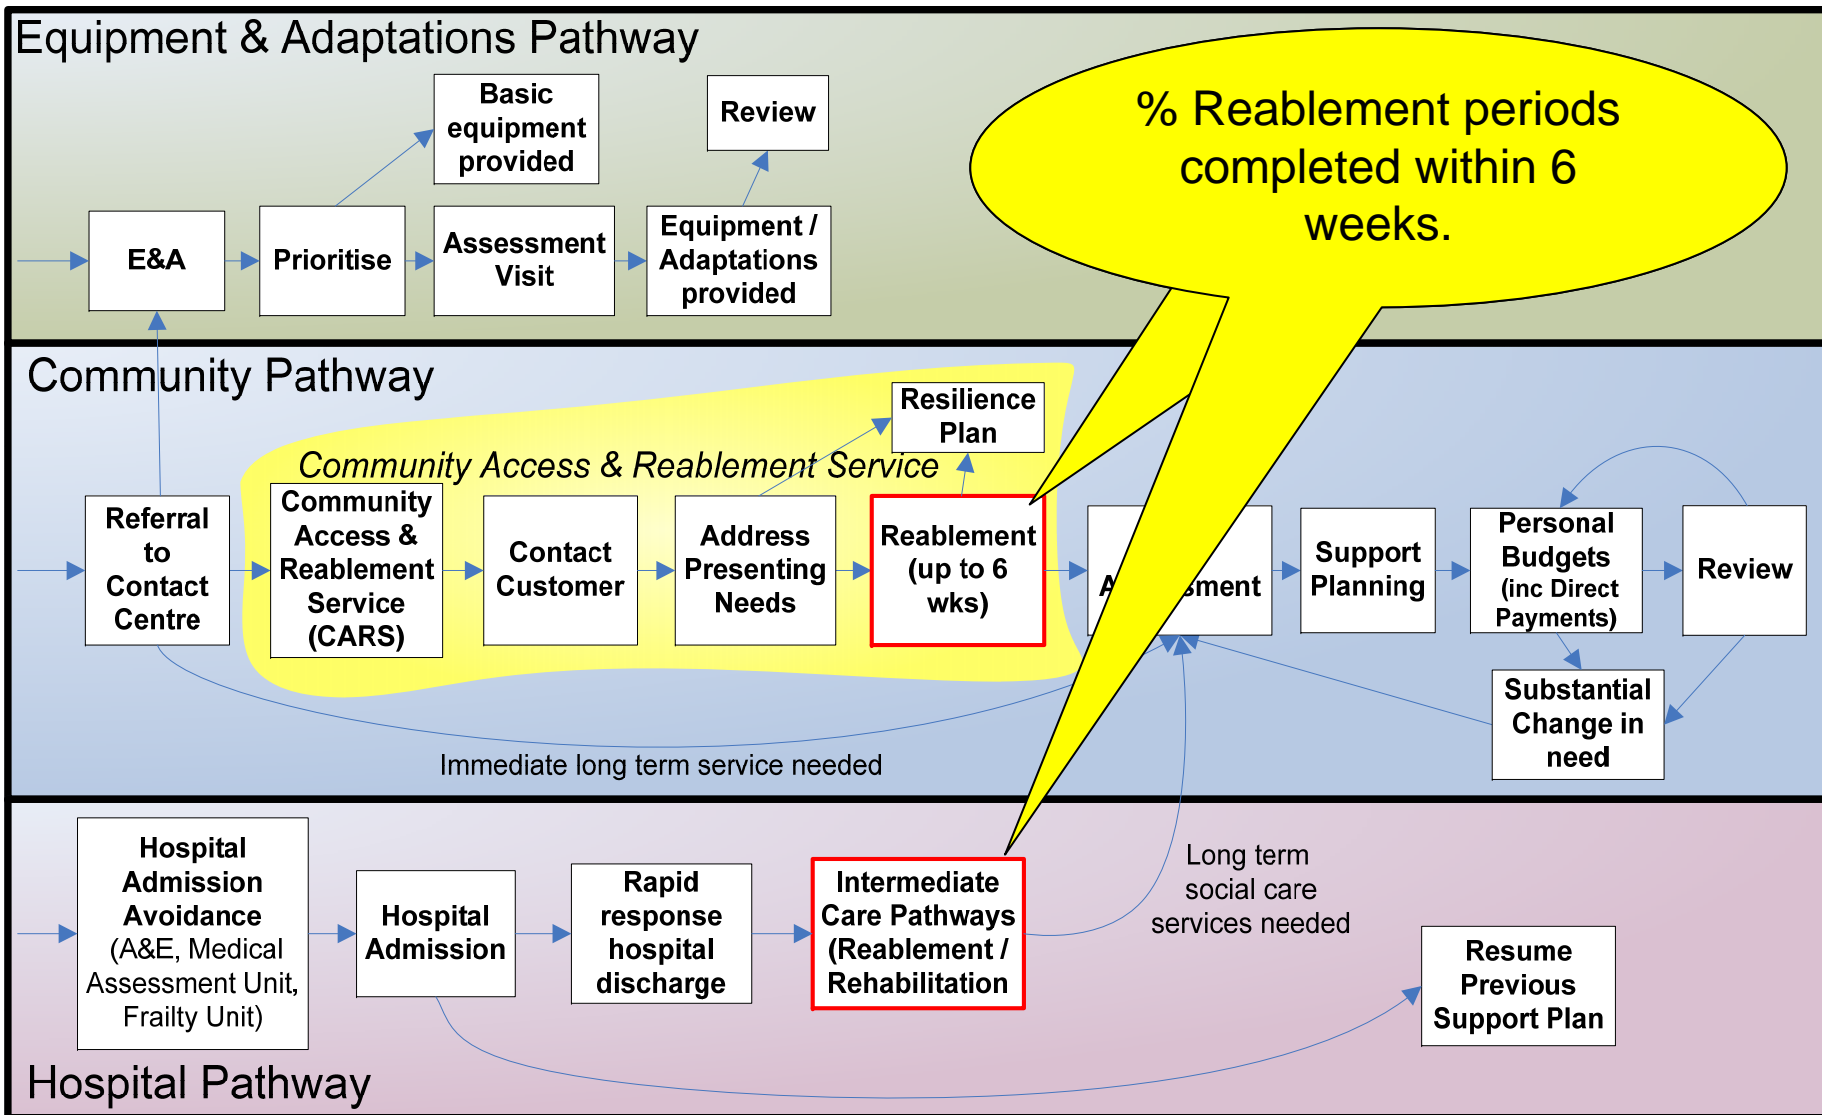 Equipment & Adaptations Pathway
Basic
equipment
provided
Review
% Reablement periods
completed within 6
weeks.
E&A
Prioritise
Assessment
Visit
Equipment /
Adaptations
provided
Community Pathway
Resilience
Plan
Community Access & Reablement Service
Referral
to
Contact
Centre
Community
Access &
Reablement
Service
(CARS)
Contact
Customer
Address
Presenting
Needs
Reablement
(up to 6
wks)
Support
Planning
Personal
Budgets
(inc Direct
Payments)
Review
Substantial
Change in
need
Immediate long term service needed
Hospital
Admission
Avoidance
(A&E, Medical
Assessment Unit,
Frailty Unit)
Hospital
Admission
Rapid
response
hospital
discharge
Intermediate
Care Pathways
(Reablement /
Rehabilitation
Long term
social care
services needed
Resume
Previous
Support Plan
Hospital Pathway